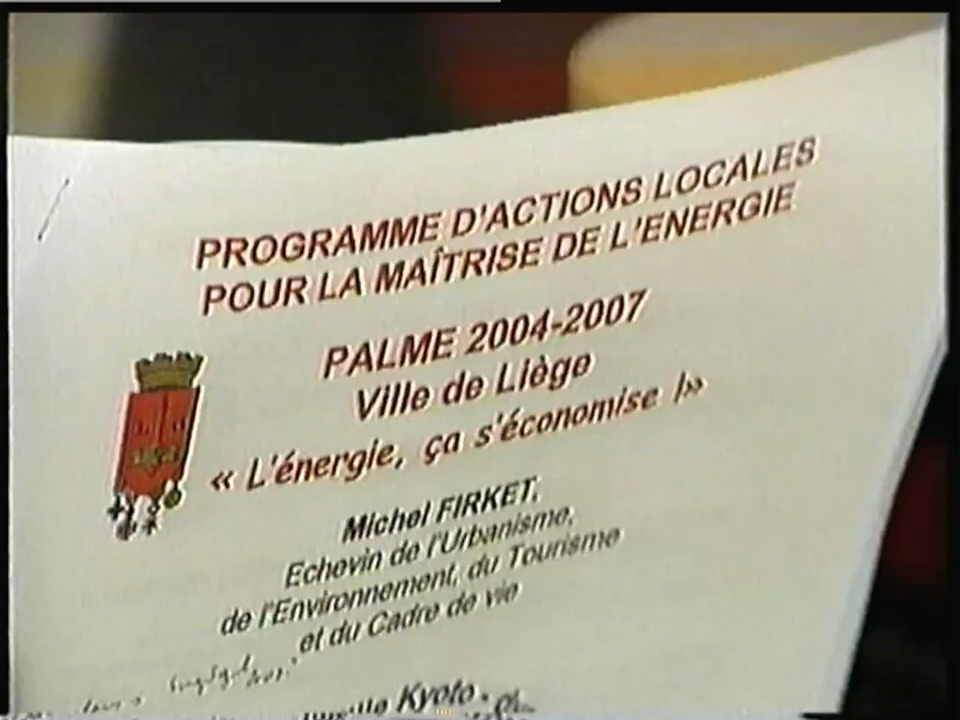 PROGRAMME D'ACTIONS LOCALES
POUR LA MAÎTRISE DE L'ENERGIE
PALME 2004-2007
Ville de Liège
« L'énergie, ça s'économise !»
Michel FIRKET,
Echevin de l'Urbanisme,
de l'Environnement, du Tourisme
et du Cadre de vie
Kyoto